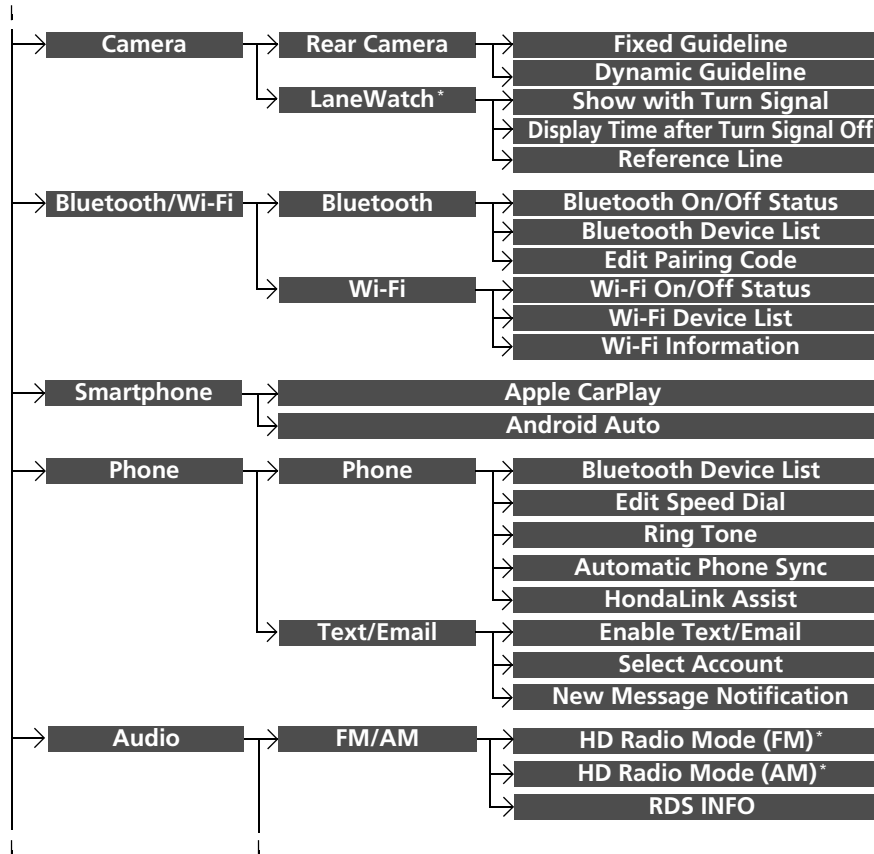 Camera
Rear Camera
Fixed Guideline
Dynamic Guideline
LaneWatch*
Show with Turn Signal
Display Time after Turn Signal Off
Reference Line
Bluetooth/Wi-Fi
Bluetooth
Bluetooth On/Off Status
Bluetooth Device List
Edit Pairing Code
Wi-Fi
Wi-Fi On/Off Status
Wi-Fi Device List
Wi-Fi Information
Smartphone
Apple CarPlay
Android Auto
Phone
Phone
Bluetooth Device List
Edit Speed Dial
Ring Tone
Automatic Phone Sync
HondaLink Assist
Text/Email
Enable Text/Email
Select Account
New Message Notification
Audio
FM/AM
HD Radio Mode (FM)*
HD Radio Mode (AM)*
RDS INFO